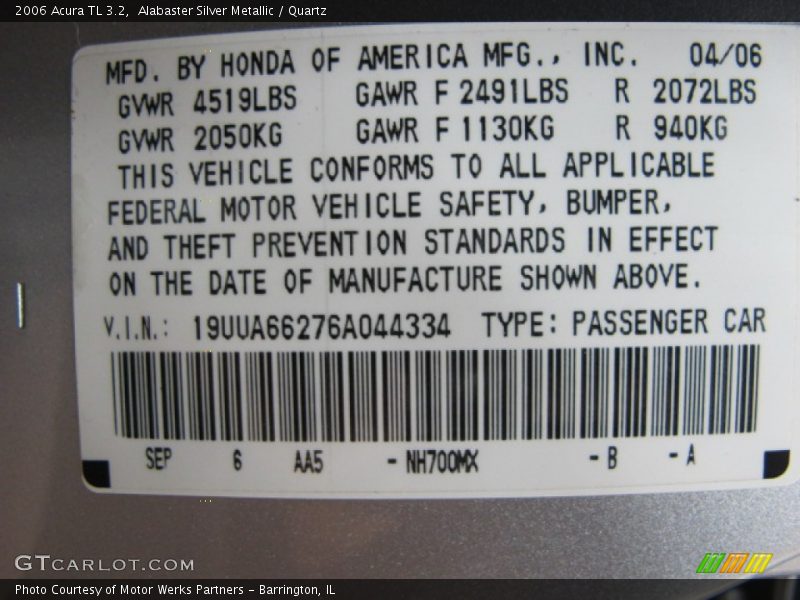 2006 Acura TL 3.2,  Alabaster Silver Metallic / Quartz
MFD. BY HONDA OF AMERICA MFG., INC. 04/06
GVWR 4519LBS GAWR F 2491LBS R 2072LBS
GVWR 2050KG GAWR F 1130KG R 940KG
THIS VEHICLE CONFORMS TO ALL APPLICABLE
FEDERAL MOTOR VEHICLE SAFETY, BUMPER,
AND THEFT PREVENTION STANDARDS IN EFFECT
ON THE DATE OF MANUFACTURE SHOWN ABOVE.
V.I.N.: 19UUA66276A044334 TYPE: PASSENGER CAR
SEP 6 AA5 -NH700MX -B -A
GTCARLOT.COM
Photo Courtesy of Motor Werks Partners - Barrington, IL